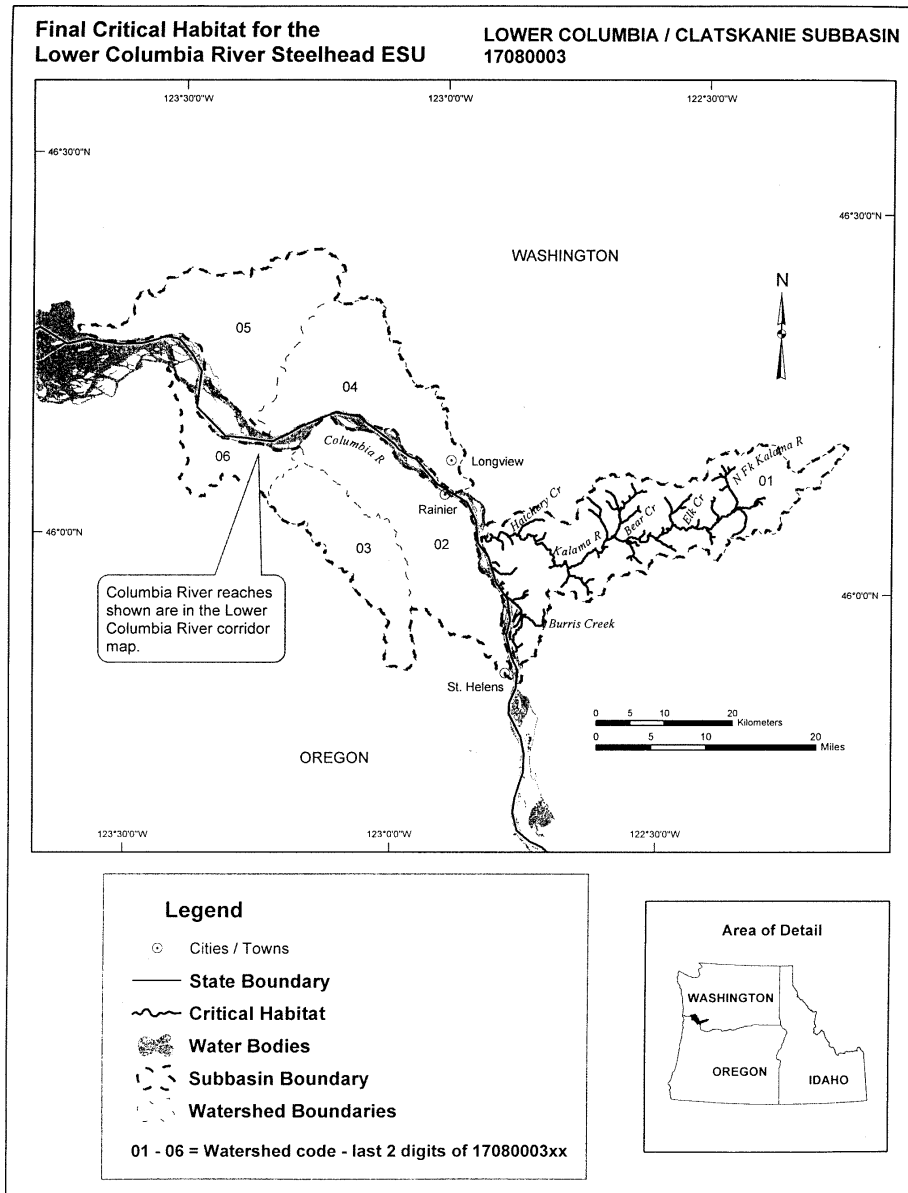 Final Critical Habitat for the
Lower Columbia River Steelhead ESU
LOWER COLUMBIA / CLATSKANIE SUBBASIN
17080003
123°30'0"W
123°0'0"W
122°30'0"W
46°30'0"N
46°30'0"N
WASHINGTON
N
05
04
06
Columbia R
Longview
Rainier
N Fk Kalama R
01
Hatchery Cr
Elk Cr
Bear Cr
Kalama R
46°0'0"N
03
02
46°0'0"N
Columbia River reaches
shown are in the Lower
Columbia River corridor
map.
Burris Creek
St. Helens
0 5 10 20
Kilometers
0 5 10 20
Miles
OREGON
123°30'0"W
123°0'0"W
122°30'0"W
Legend
Cities / Towns
State Boundary
Critical Habitat
Water Bodies
Subbasin Boundary
Watershed Boundaries
01 - 06 = Watershed code - last 2 digits of 17080003xx
Area of Detail
WASHINGTON
OREGON
IDAHO